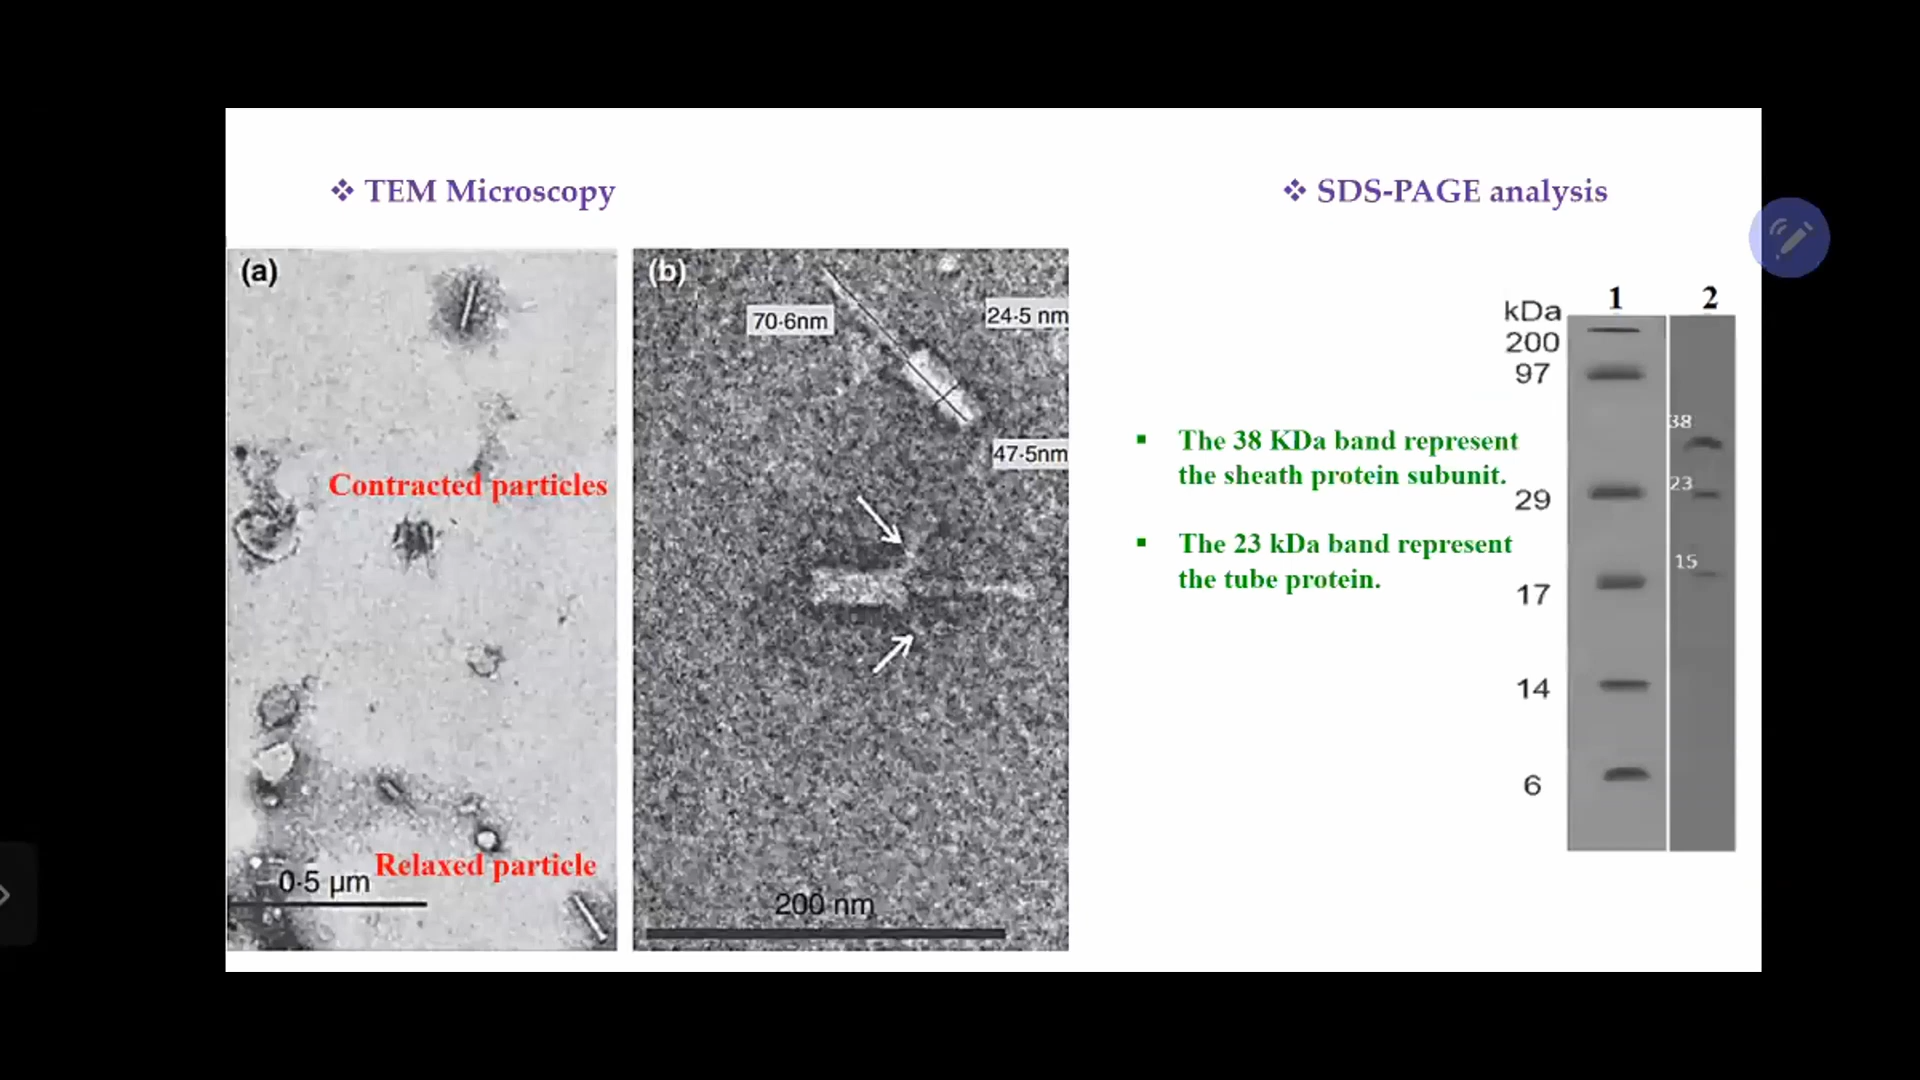 ❖ TEM Microscopy
❖ SDS-PAGE analysis
(a)
Contracted particles
Relaxed particle
0·5 µm
(b)
70·6nm
24·5 nm
47·5nm
200 nm
▪ The 38 KDa band represent
the sheath protein subunit.
▪ The 23 kDa band represent
the tube protein.
kDa
1
2
200
97
29
17
14
6
38
23
15